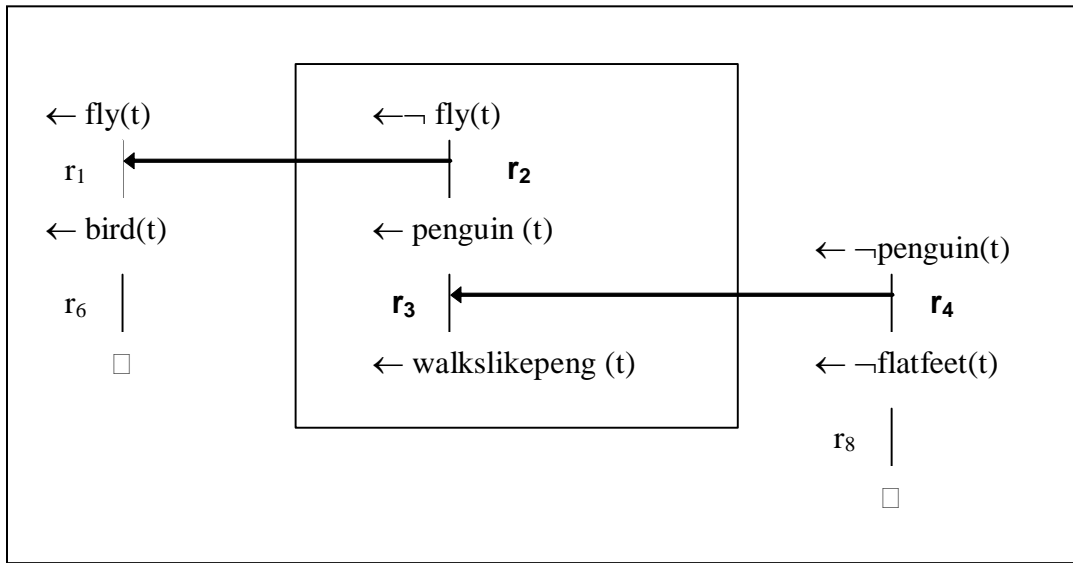 ← fly(t)
r₁
← bird(t)
r₆
□
←¬ fly(t)
r₂
← penguin (t)
r₃
← walkslikepeng (t)
← ¬penguin(t)
r₄
← ¬flatfeet(t)
r₈
□